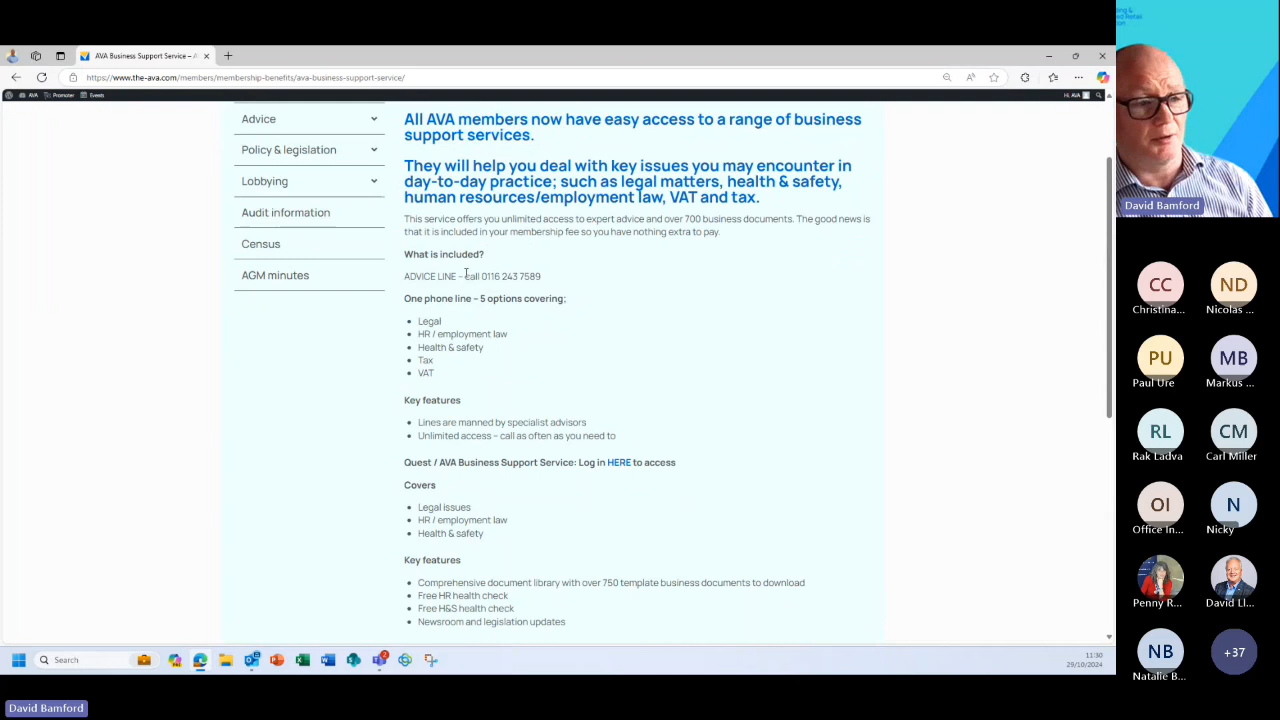 AVA Business Support Service – A
https://www.the-ava.com/members/membership-benefits/ava-business-support-service/
AVA
Promoter
Events
Hi, AVA
Advice
Policy & legislation
Lobbying
Audit information
Census
AGM minutes
All AVA members now have easy access to a range of business
support services.
They will help you deal with key issues you may encounter in
day-to-day practice; such as legal matters, health & safety,
human resources/employment law, VAT and tax.
This service offers you unlimited access to expert advice and over 700 business documents. The good news is
that it is included in your membership fee so you have nothing extra to pay.
What is included?
ADVICE LINE – call 0116 243 7589
One phone line – 5 options covering;
Legal
HR / employment law
Health & safety
Tax
VAT
Key features
Lines are manned by specialist advisors
Unlimited access – call as often as you need to
Quest / AVA Business Support Service: Log in HERE to access
Covers
Legal issues
HR / employment law
Health & safety
Key features
Comprehensive document library with over 750 template business documents to download
Free HR health check
Free H&S health check
Newsroom and legislation updates
Search
2
11:30
29/10/2024
David Bamford
David Bamford
CC
Christina...
ND
Nicolas ...
PU
Paul Ure
MB
Markus ...
RL
Rak Ladva
CM
Carl Miller
OI
Office In...
N
Nicky
Penny R...
David Ll...
NB
Natalie B...
+37